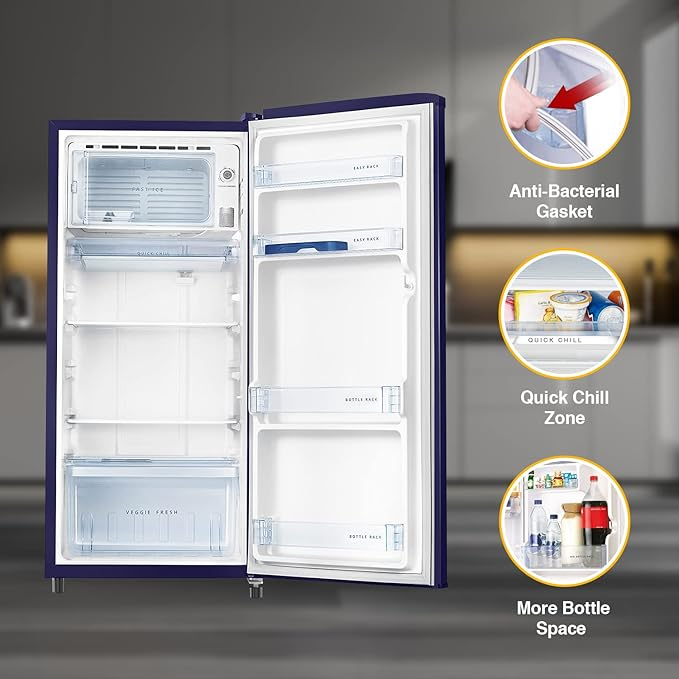 FAST ICE
QUICK CHILL
VEGGIE FRESH
EASY RACK
EASY RACK
BOTTLE RACK
BOTTLE RACK
Anti-Bacterial
Gasket
QUICK CHILL
Quick Chill
Zone
More Bottle
Space